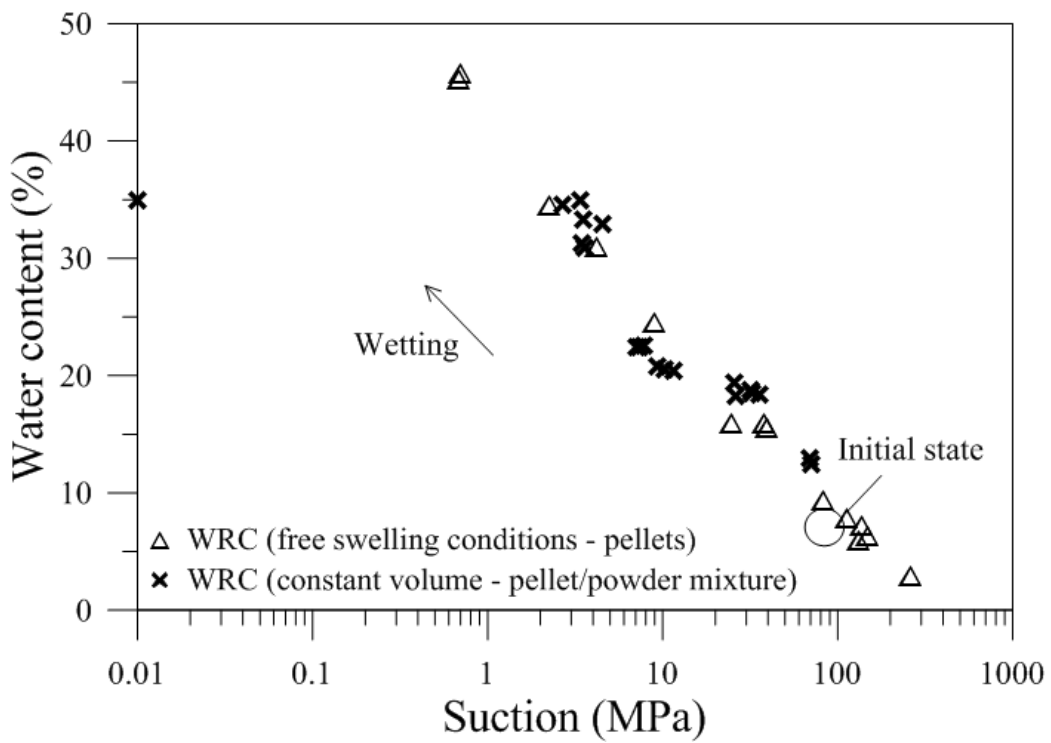 50
40
30
20
10
0
Water content (%)
Wetting
Initial state
WRC (free swelling conditions - pellets)
WRC (constant volume - pellet/powder mixture)
0.01 0.1 1 10 100 1000
Suction (MPa)